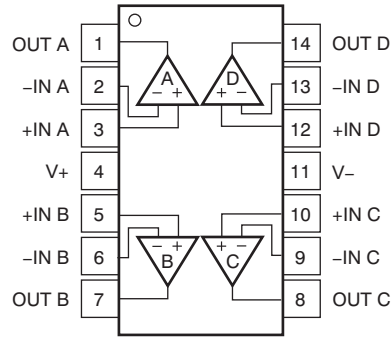 OUT A 1 14 OUT D
−IN A 2 A D 13 −IN D
− + + −
+IN A 3 12 +IN D
V+ 4 11 V−
+IN B 5 10 +IN C
− + + −
−IN B 6 B C 9 −IN C
OUT B 7 8 OUT C